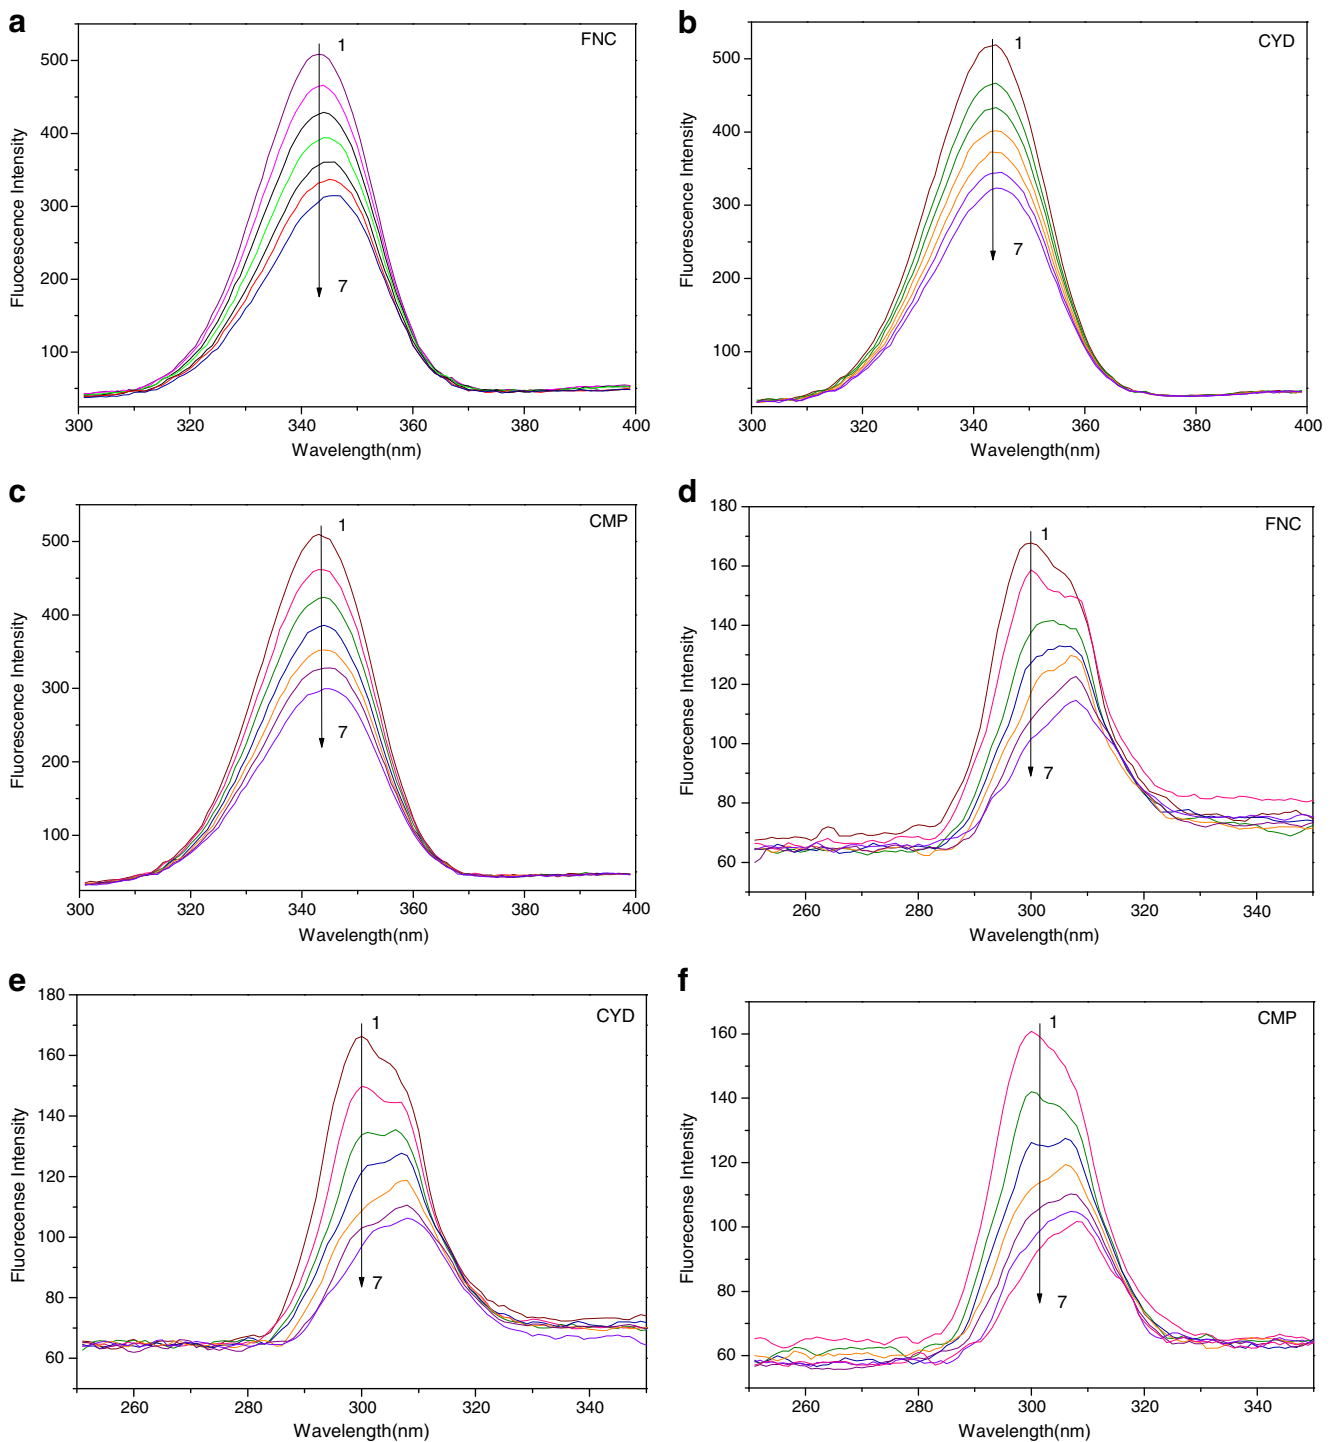 a
FNC
1
7
500
400
300
200
100
300 320 340 360 380 400
Fluocescence Intensity
Wavelength(nm)
b
CYD
1
7
500
400
300
200
100
300 320 340 360 380 400
Fluorescence Intensity
Wavelength(nm)
c
CMP
1
7
500
400
300
200
100
300 320 340 360 380 400
Fluorescence Intensity
Wavelength(nm)
d
FNC
1
7
180
160
140
120
100
80
60
260 280 300 320 340
Fluorecense Intensity
Wavelength(nm)
e
CYD
1
7
180
160
140
120
100
80
60
260 280 300 320 340
Fluorecense Intensity
Wavelength(nm)
f
CMP
1
7
160
140
120
100
80
60
260 280 300 320 340
Fluorecense Intensity
Wavelength(nm)